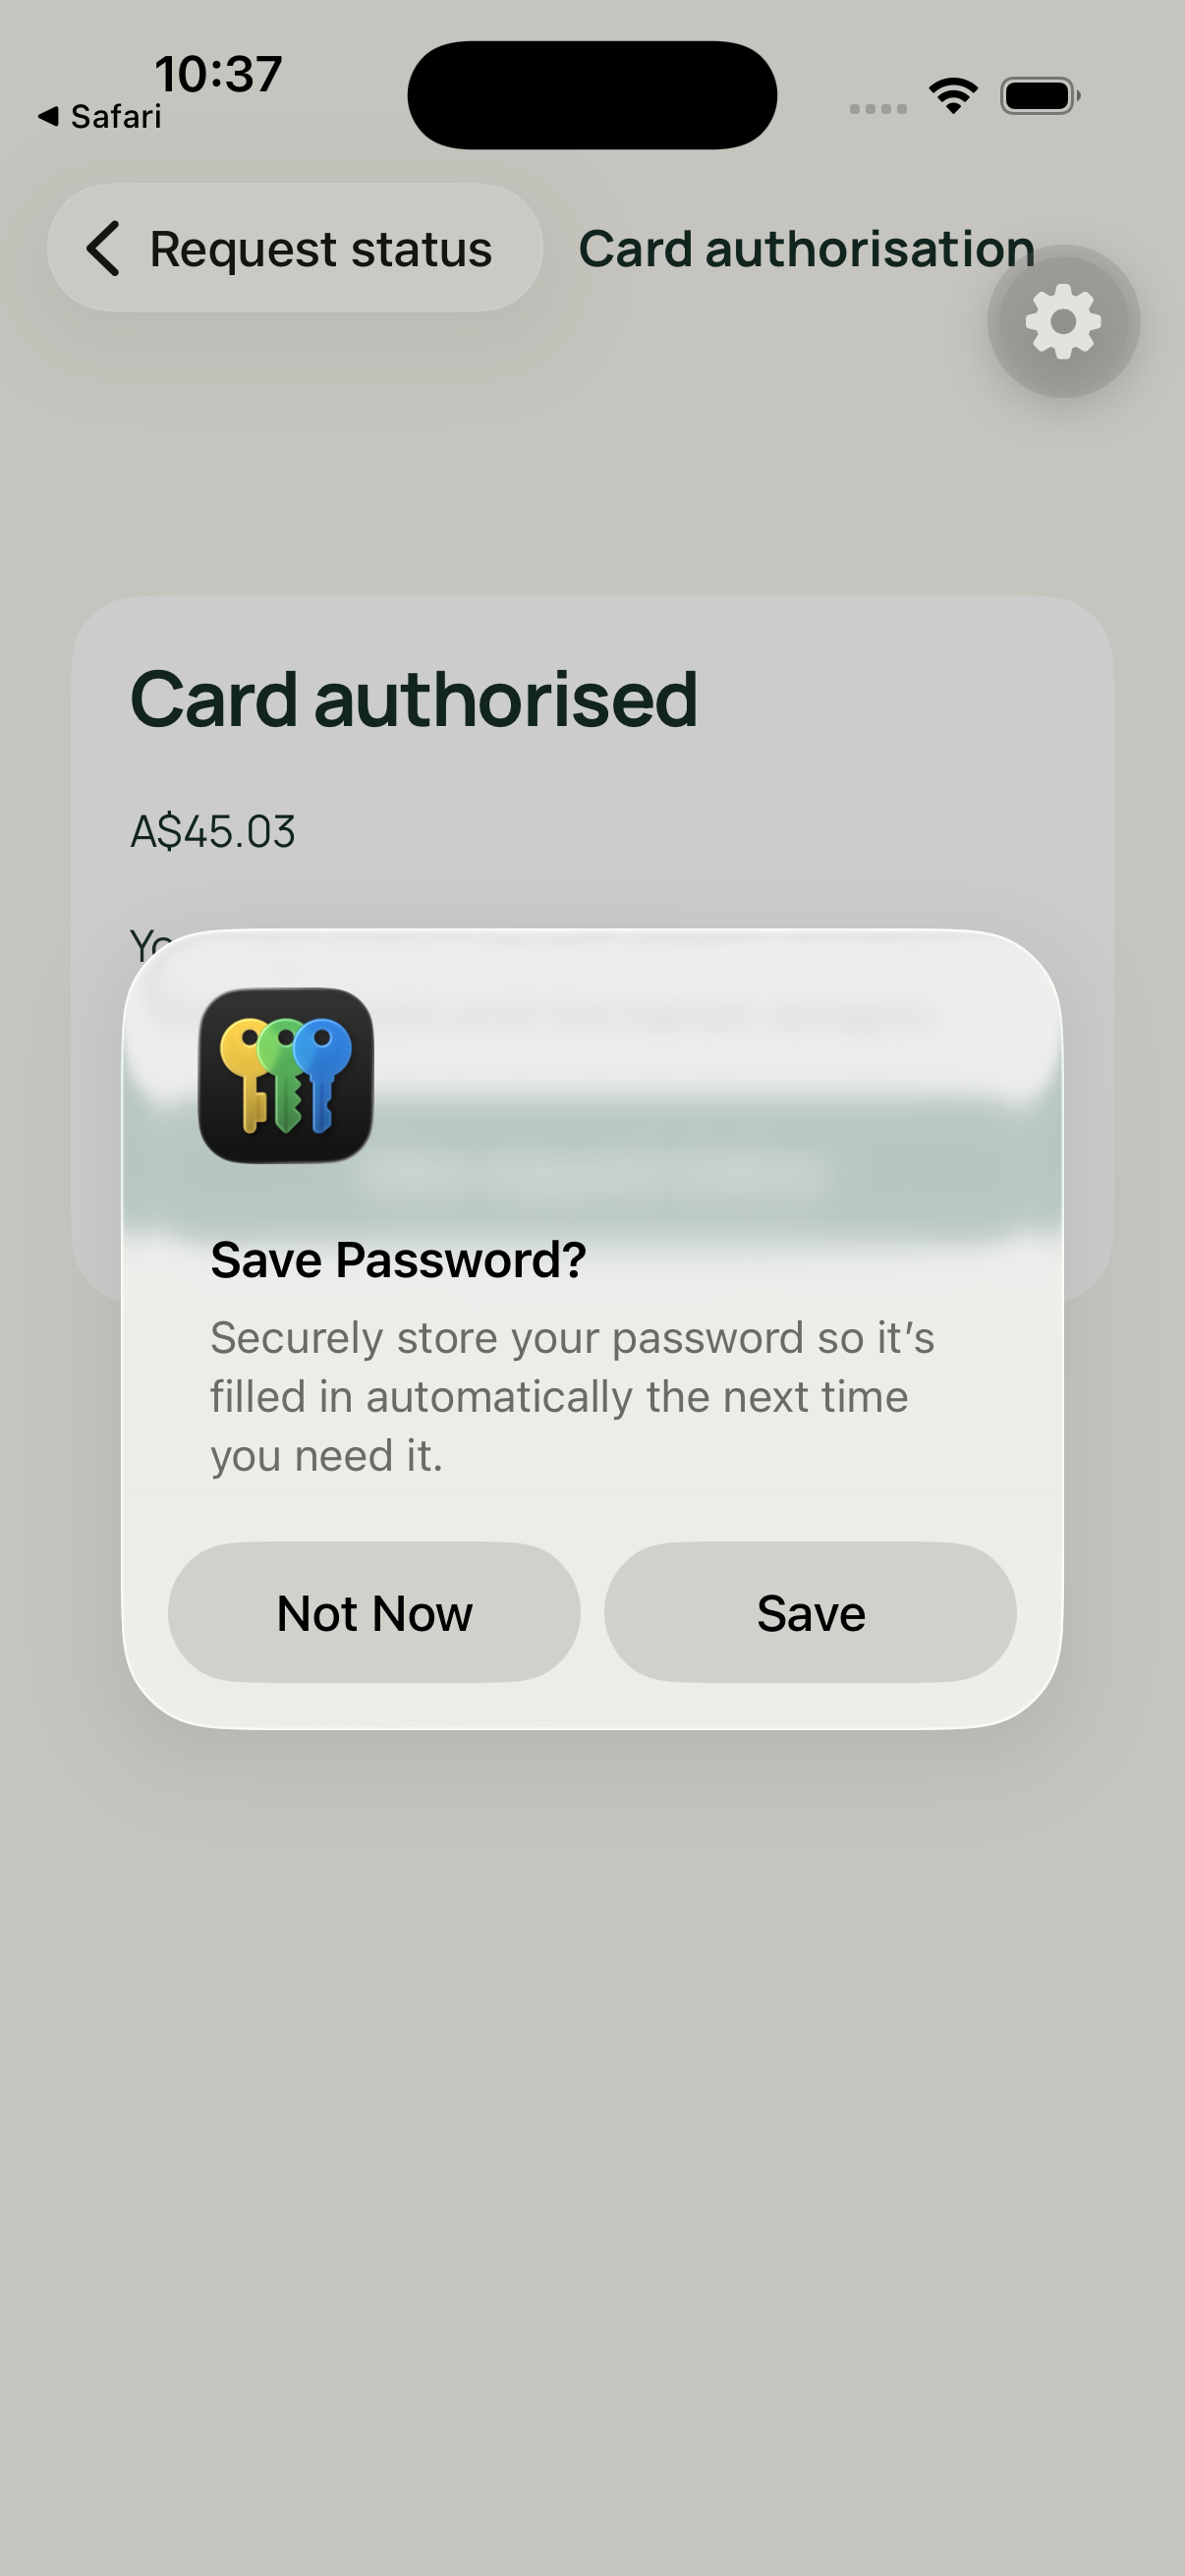 10:37
Safari
Request status
Card authorisation
Card authorised
A$45.03
Save Password?
Securely store your password so it’s
filled in automatically the next time
you need it.
Not Now
Save